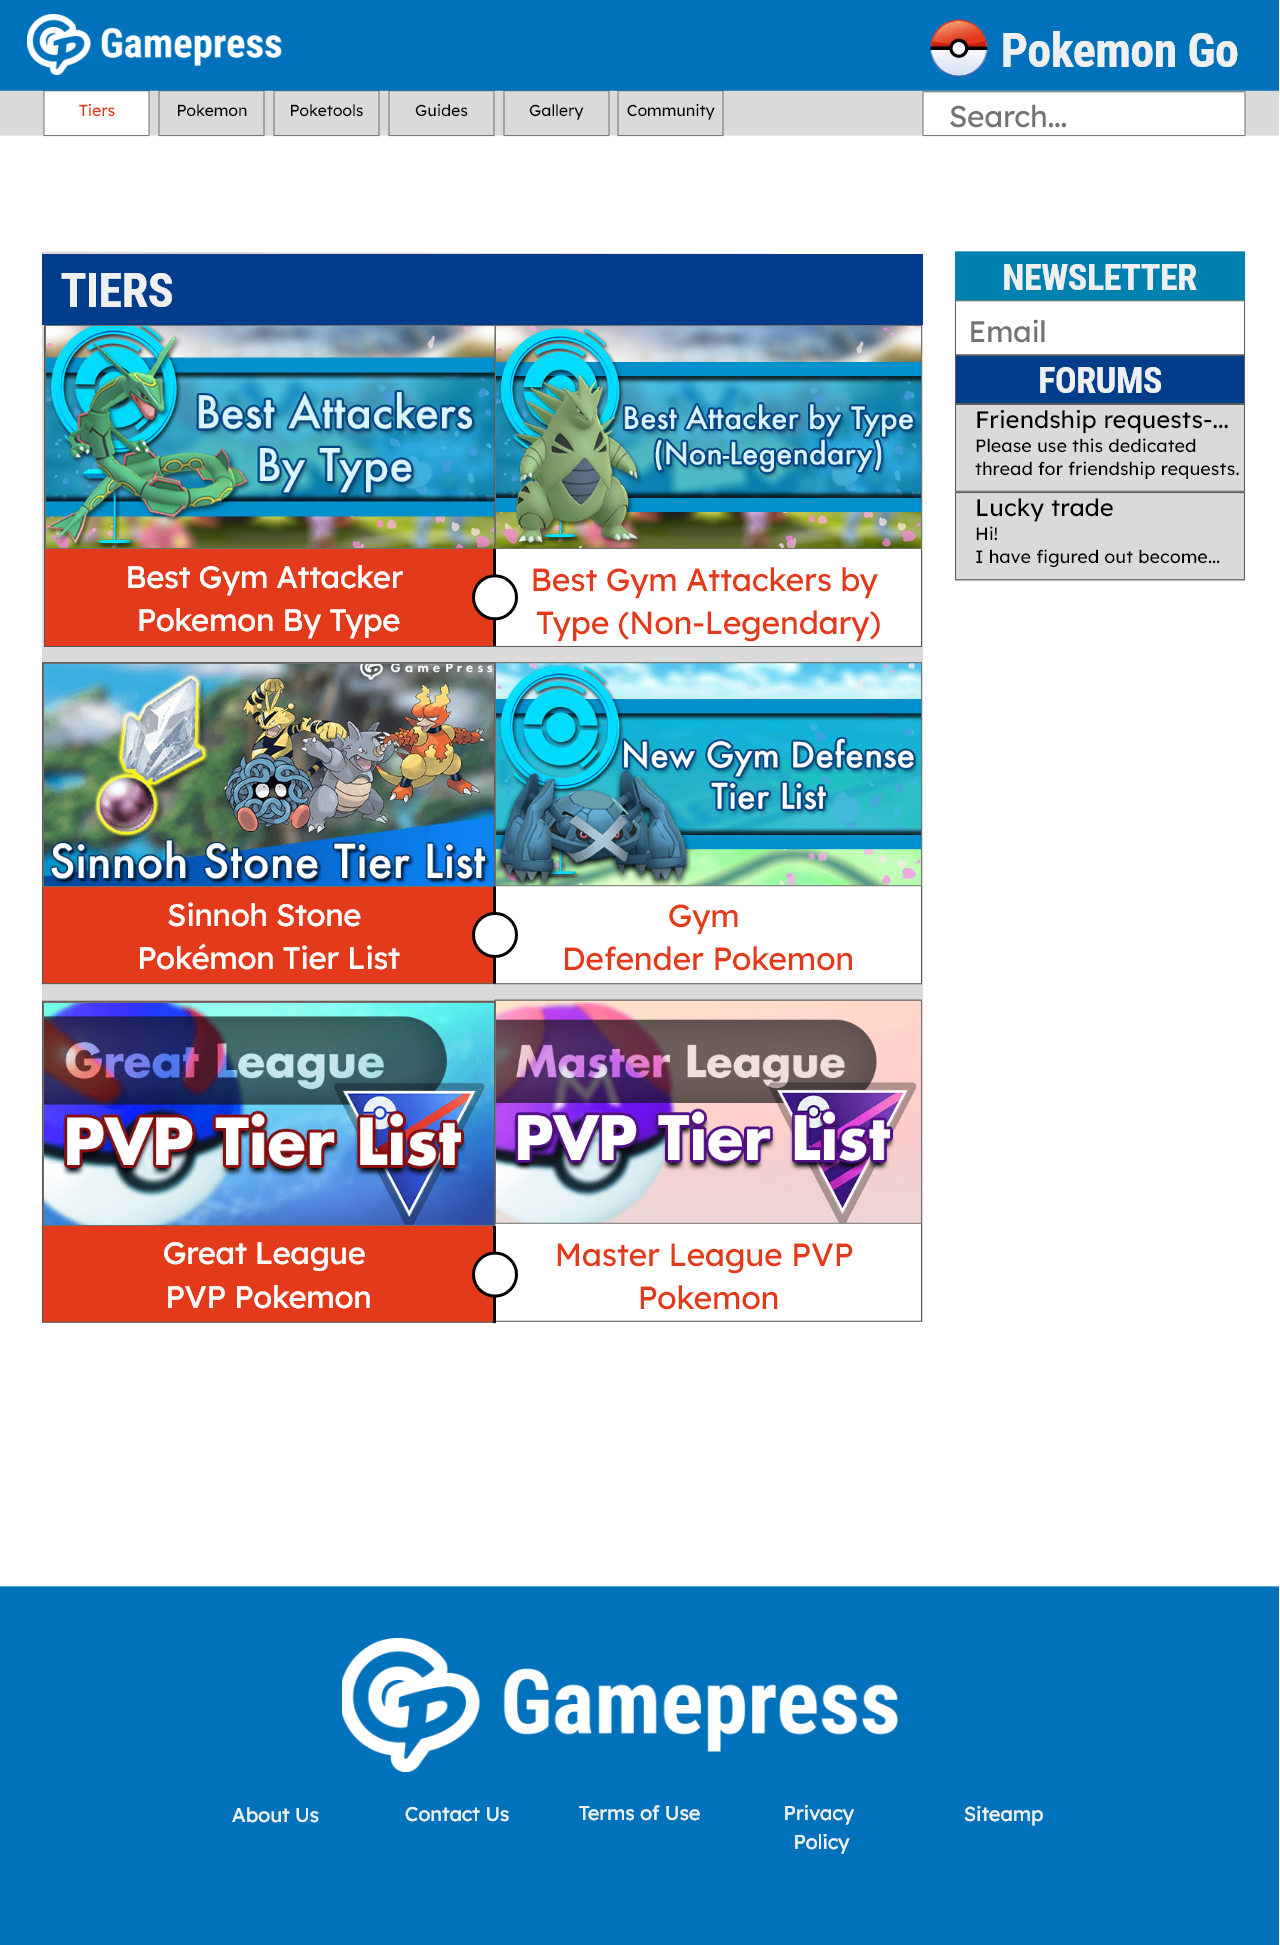 Gamepress
Pokemon Go
Tiers
Pokemon
Poketools
Guides
Gallery
Community
Search...
TIERS
Best Attackers
By Type
Best Attacker by Type
(Non-Legendary)
Best Gym Attacker
Pokemon By Type
Best Gym Attackers by
Type (Non-Legendary)
GamePress
Sinnoh Stone Tier List
New Gym Defense
Tier List
Sinnoh Stone
Pokémon Tier List
Gym
Defender Pokemon
Great League
PVP Tier List
Master League
PVP Tier List
Great League
PVP Pokemon
Master League PVP
Pokemon
NEWSLETTER
Email
FORUMS
Friendship requests-...
Please use this dedicated
thread for friendship requests.
Lucky trade
Hi!
I have figured out become...
Gamepress
About Us
Contact Us
Terms of Use
Privacy
Policy
Siteamp